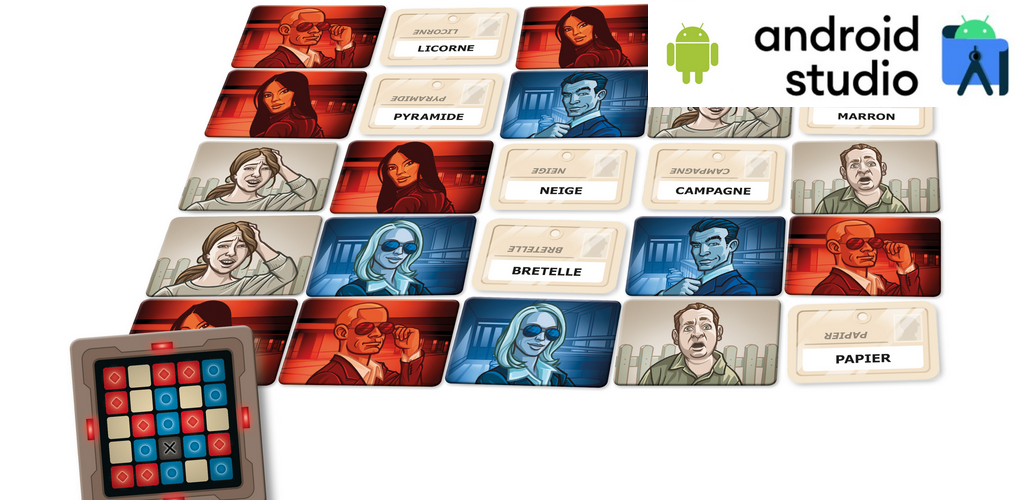 LICORNE
LICORNE
android
studio
PYRAMIDE
PYRAMIDE
MARRON
NEIGE
NEIGE
CAMPAGNE
CAMPAGNE
BRETELLE
BRETELLE
PAPIER
PAPIER